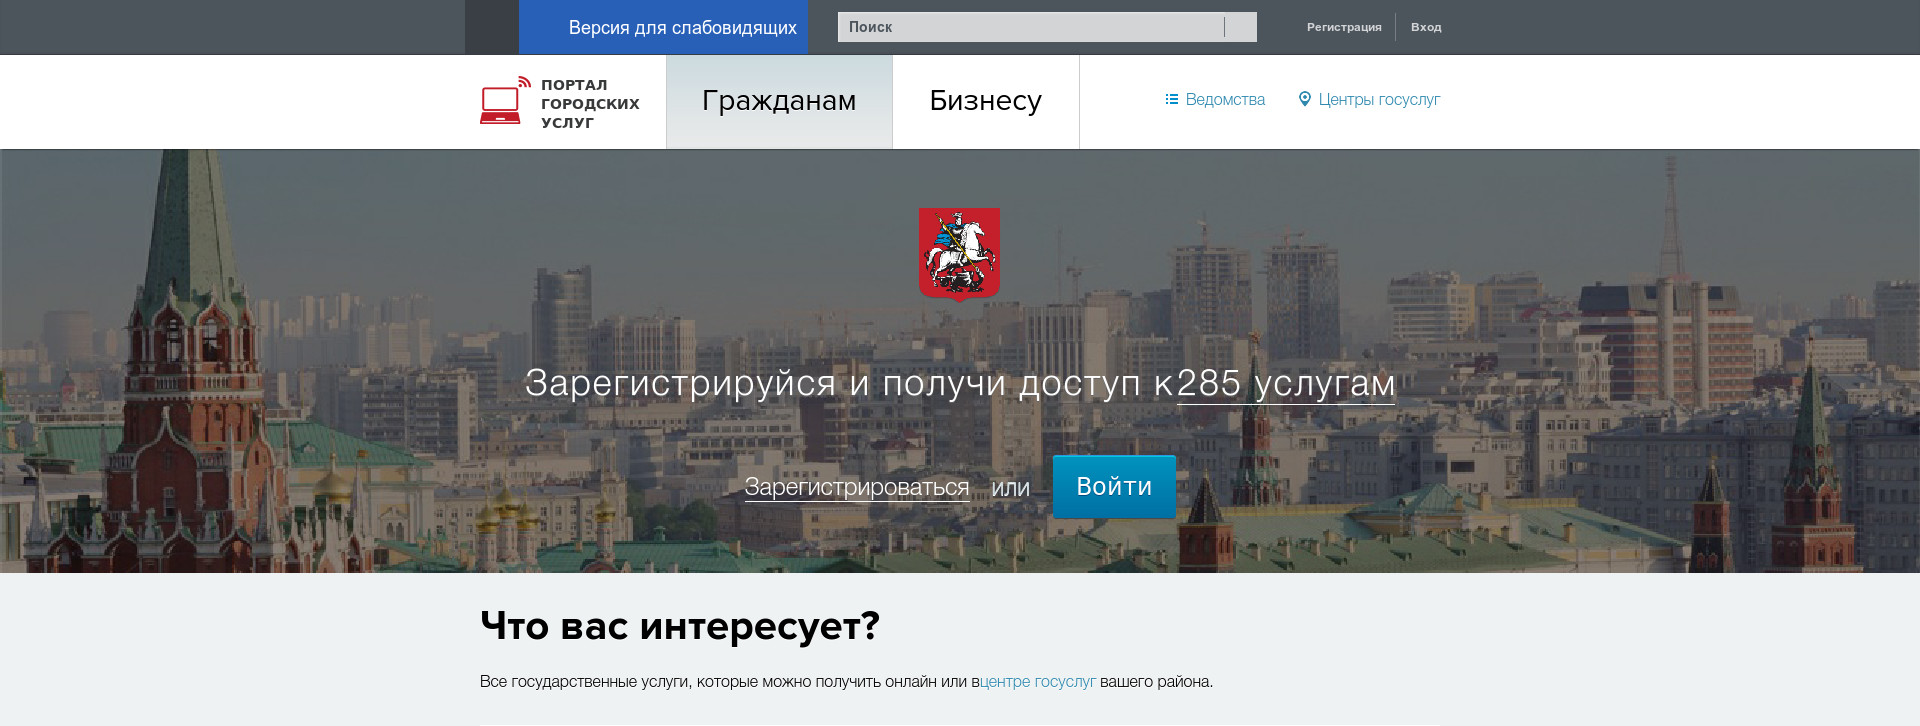 Версия для слабовидящих
Поиск
Регистрация
Вход
ПОРТАЛ
ГОРОДСКИХ
УСЛУГ
Гражданам
Бизнесу
Ведомства
Центры госуслуг
Зарегистрируйся и получи доступ к 285 услугам
Зарегистрироваться или Войти
Что вас интересует?
Все государственные услуги, которые можно получить онлайн или вцентре госуслуг вашего района.